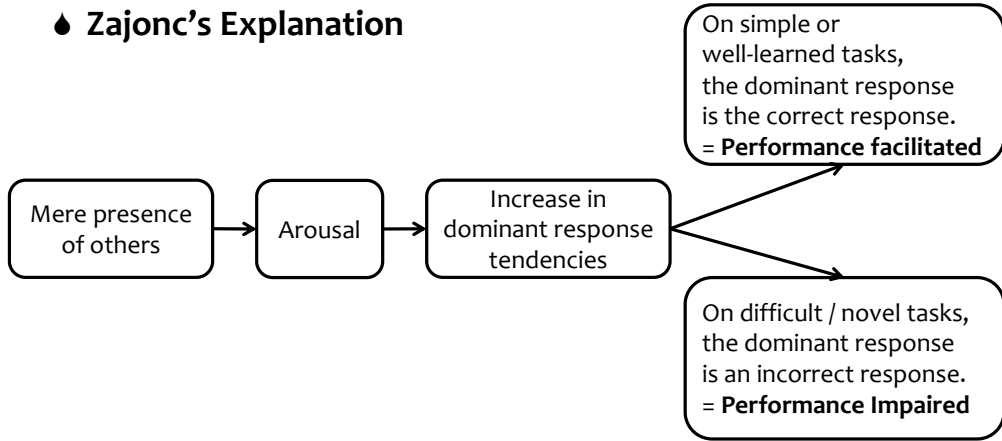 Zajonc’s Explanation
Mere presence
of others
Arousal
Increase in
dominant response
tendencies
On simple or
well-learned tasks,
the dominant response
is the correct response.
= Performance facilitated
On difficult / novel tasks,
the dominant response
is an incorrect response.
= Performance Impaired